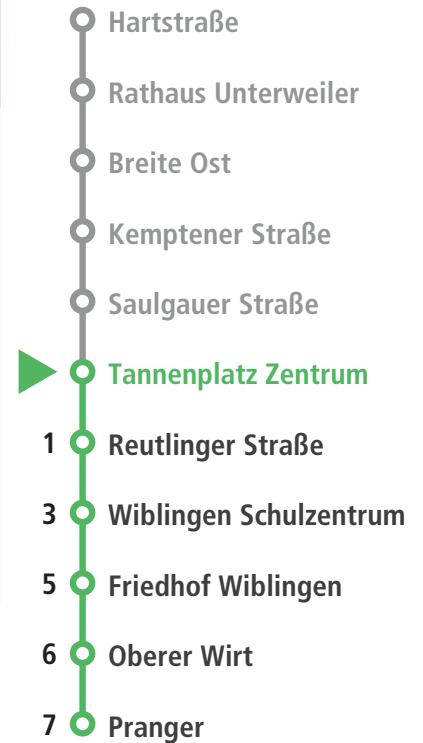 Hartstraße
Rathaus Unterweiler
Breite Ost
Kemptener Straße
Saulgauer Straße
Tannenplatz Zentrum
1 Reutlinger Straße
3 Wiblingen Schulzentrum
5 Friedhof Wiblingen
6 Oberer Wirt
7 Pranger